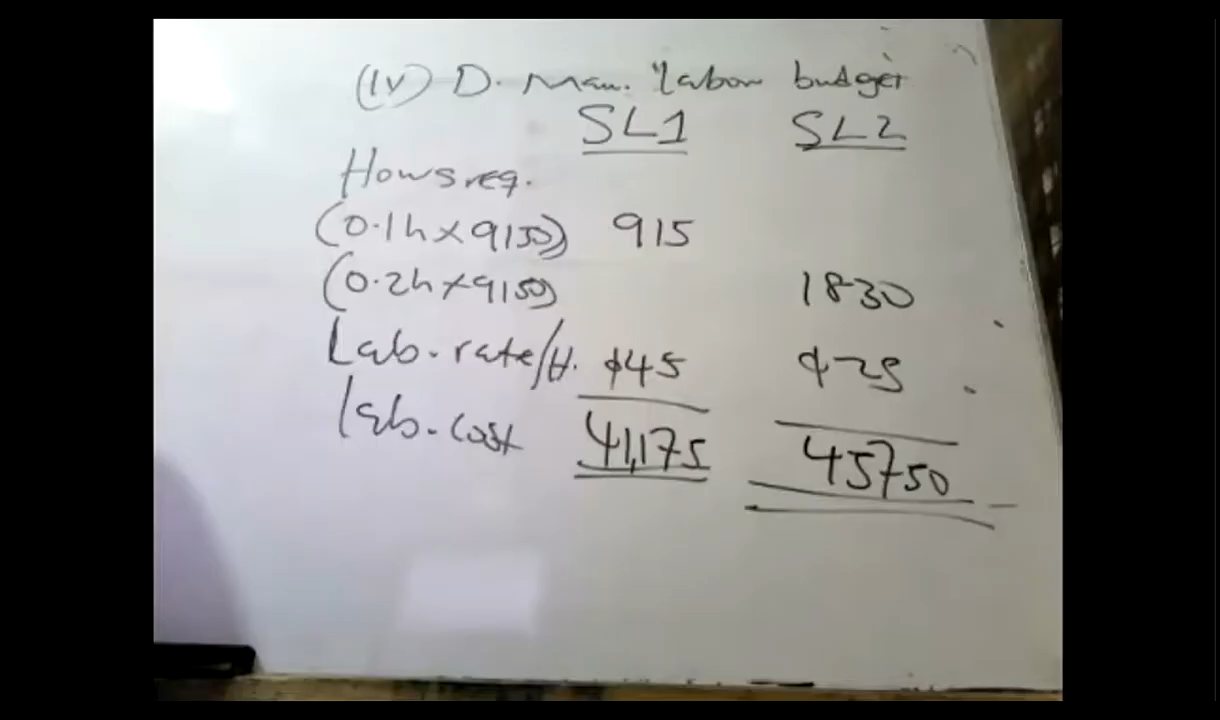 (IV) D. Man. labour budget
SL1 SL2
Hours req.
(0.1h x 9150) 915
(0.2h x 9150) 1830
Lab. rate/H. $45 $25
lab. cost 41,175 45750